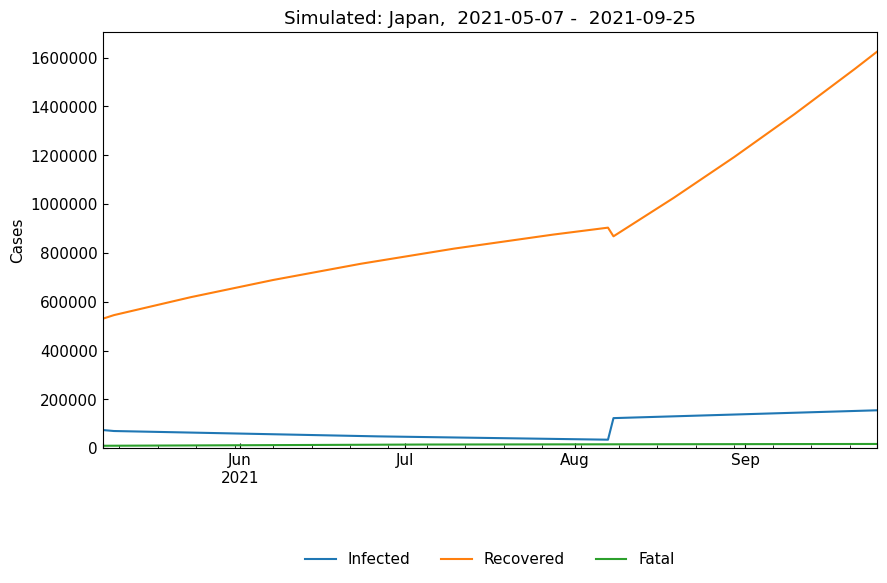 Simulated: Japan,  2021-05-07 -  2021-09-25
Cases
1600000
1400000
1200000
1000000
800000
600000
400000
200000
0
Jun Jul Aug Sep
2021
Infected Recovered Fatal